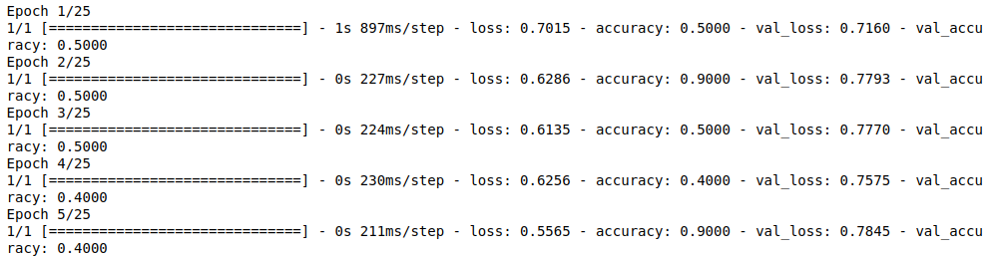 Epoch 1/25
1/1 [==============================] - 1s 897ms/step - loss: 0.7015 - accuracy: 0.5000 - val_loss: 0.7160 - val_accu
racy: 0.5000
Epoch 2/25
1/1 [==============================] - 0s 227ms/step - loss: 0.6286 - accuracy: 0.9000 - val_loss: 0.7793 - val_accu
racy: 0.5000
Epoch 3/25
1/1 [==============================] - 0s 224ms/step - loss: 0.6135 - accuracy: 0.5000 - val_loss: 0.7770 - val_accu
racy: 0.5000
Epoch 4/25
1/1 [==============================] - 0s 230ms/step - loss: 0.6256 - accuracy: 0.4000 - val_loss: 0.7575 - val_accu
racy: 0.4000
Epoch 5/25
1/1 [==============================] - 0s 211ms/step - loss: 0.5565 - accuracy: 0.9000 - val_loss: 0.7845 - val_accu
racy: 0.4000